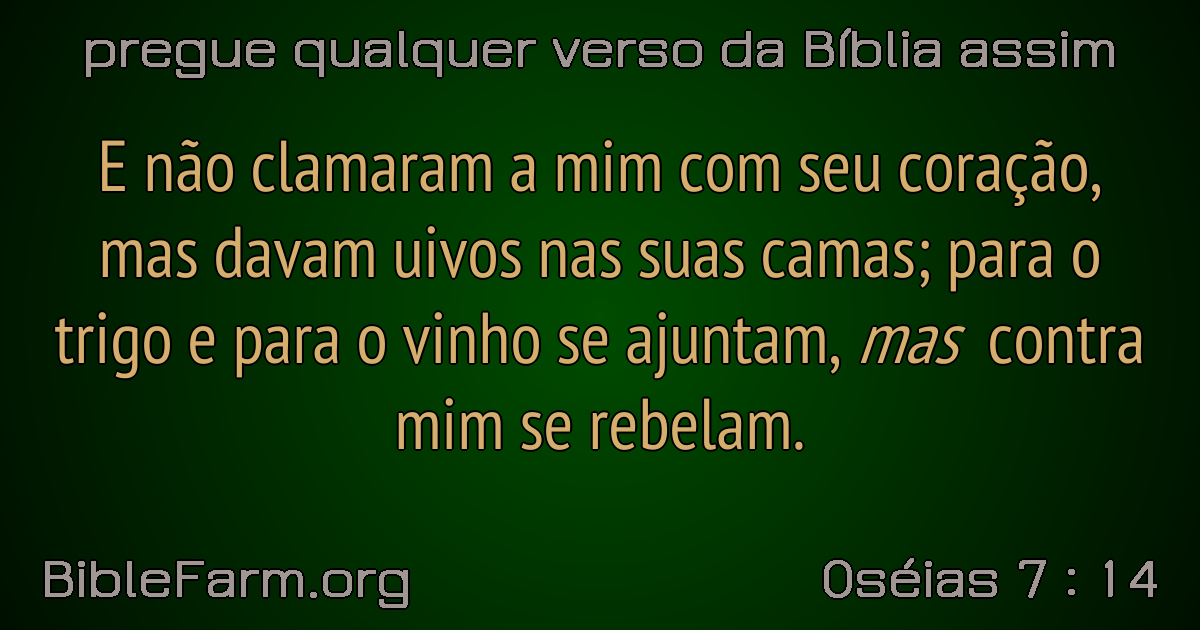 pregue qualquer verso da Bíblia assim
E não clamaram a mim com seu coração,
mas davam uivos nas suas camas; para o
trigo e para o vinho se ajuntam, mas contra
mim se rebelam.
BibleFarm.org
Oséias 7 : 14